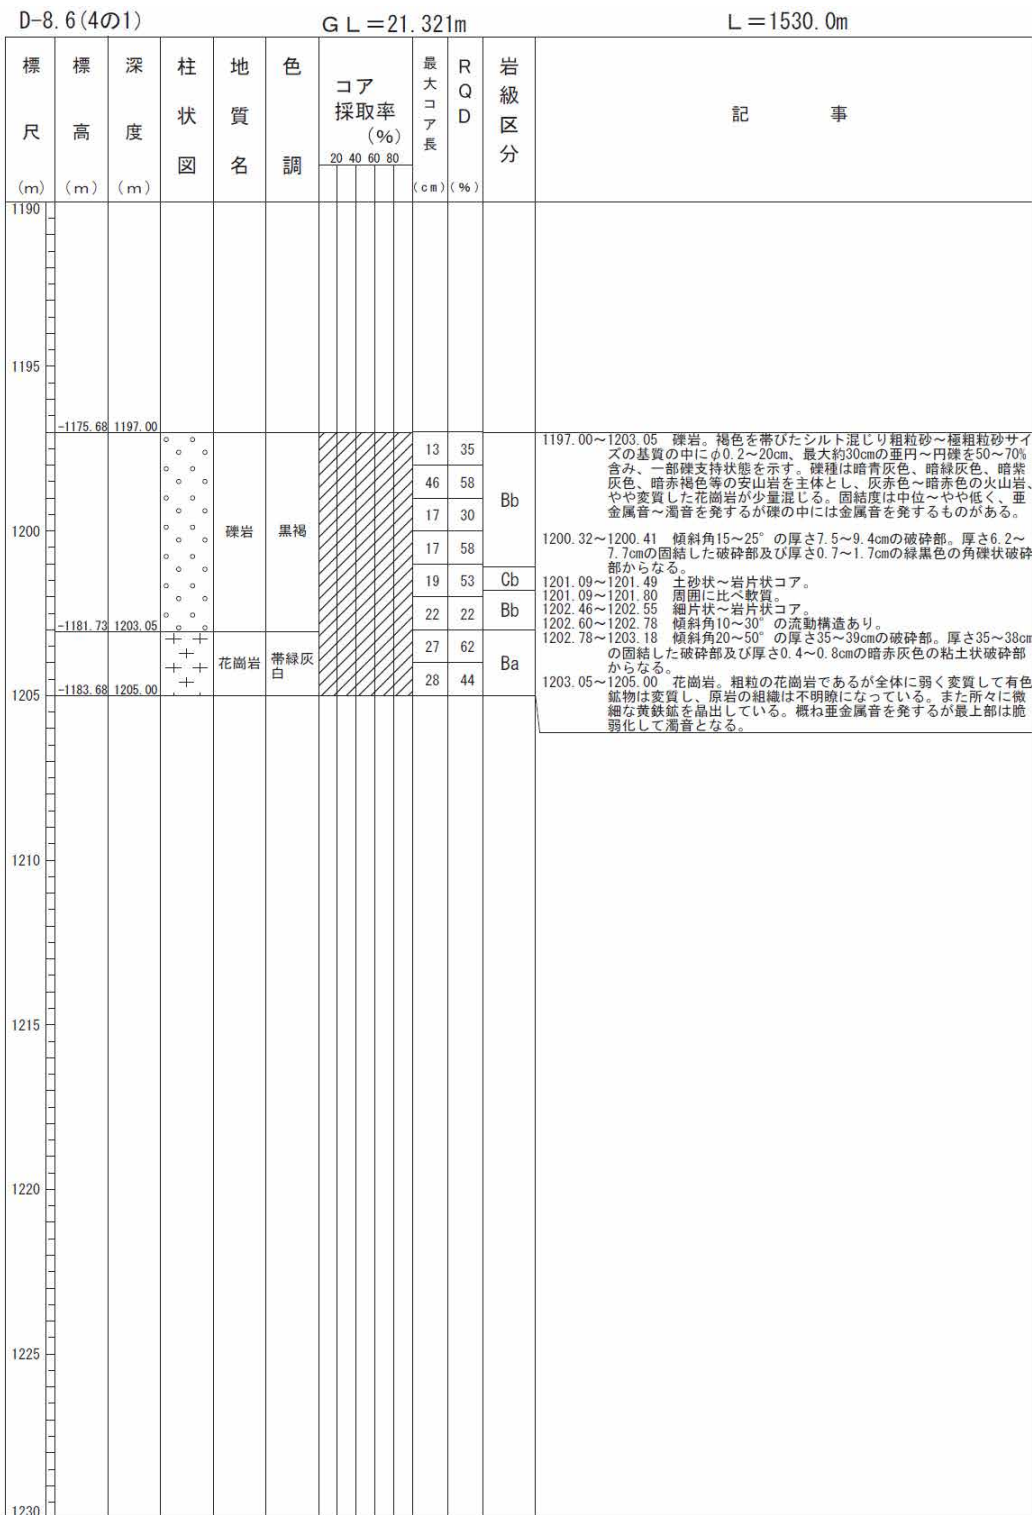 D-8.6(4の1)
GL=21.321m
L=1530.0m
標尺(m)
標高(m)
深度(m)
柱状図
地質名
色調
コア採取率(%)
20 40 60 80
最大コア長(cm)
RQD(%)
岩級区分
記事
1190
1195
-1175.68 1197.00
1200
-1181.73 1203.05
-1183.68 1205.00
1205
1210
1215
1220
1225
1230
礫岩
黒褐
花崗岩
帯緑灰
白
13 35
46 58
17 30
17 58
19 53
22 22
27 62
28 44
Bb
Cb
Bb
Ba
1197.00~1203.05 礫岩。褐色を帯びたシルト混じり粗粒砂~極粗粒砂サイ
ズの基質の中にφ0.2~20cm、最大約30cmの亜円~円礫を50~70%
含み、一部礫支持状態を示す。礫種は暗青灰色、暗緑灰色、暗紫
灰色、暗赤褐色等の安山岩を主体とし、灰赤色~暗赤色の火山岩、
やや変質した花崗岩が少量混じる。固結度は中位~やや低く、亜
金属音~濁音を発するが礫の中には金属音を発するものがある。
1200.32~1200.41 傾斜角15~25°の厚さ7.5~9.4cmの破砕部。厚さ6.2~
7.7cmの固結した破砕部及び厚さ0.7~1.7cmの緑黒色の角礫状破砕
部からなる。
1201.09~1201.49 土砂状~岩片状コア。
1201.09~1201.80 周囲に比べ軟質。
1202.46~1202.55 細片状~岩片状コア。
1202.60~1202.78 傾斜角10~30°の流動構造あり。
1202.78~1203.18 傾斜角20~50°の厚さ35~39cmの破砕部。厚さ35~38cm
の固結した破砕部及び厚さ0.4~0.8cmの暗赤灰色の粘土状破砕部
からなる。
1203.05~1205.00 花崗岩。粗粒の花崗岩であるが全体に弱く変質して有色
鉱物は変質し、原岩の組織は不明瞭になっている。また所々に微
細な黄鉄鉱を晶出している。概ね亜金属音を発するが最上部は脆
弱化して濁音となる。